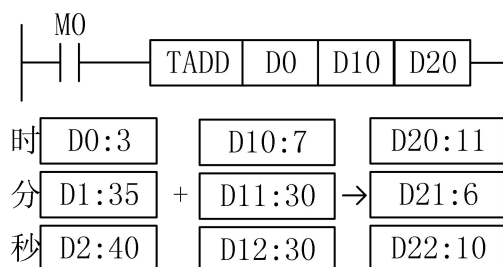 M0
TADD D0 D10 D20
时 D0:3 D10:7 D20:11
分 D1:35 + D11:30 → D21:6
秒 D2:40 D12:30 D22:10